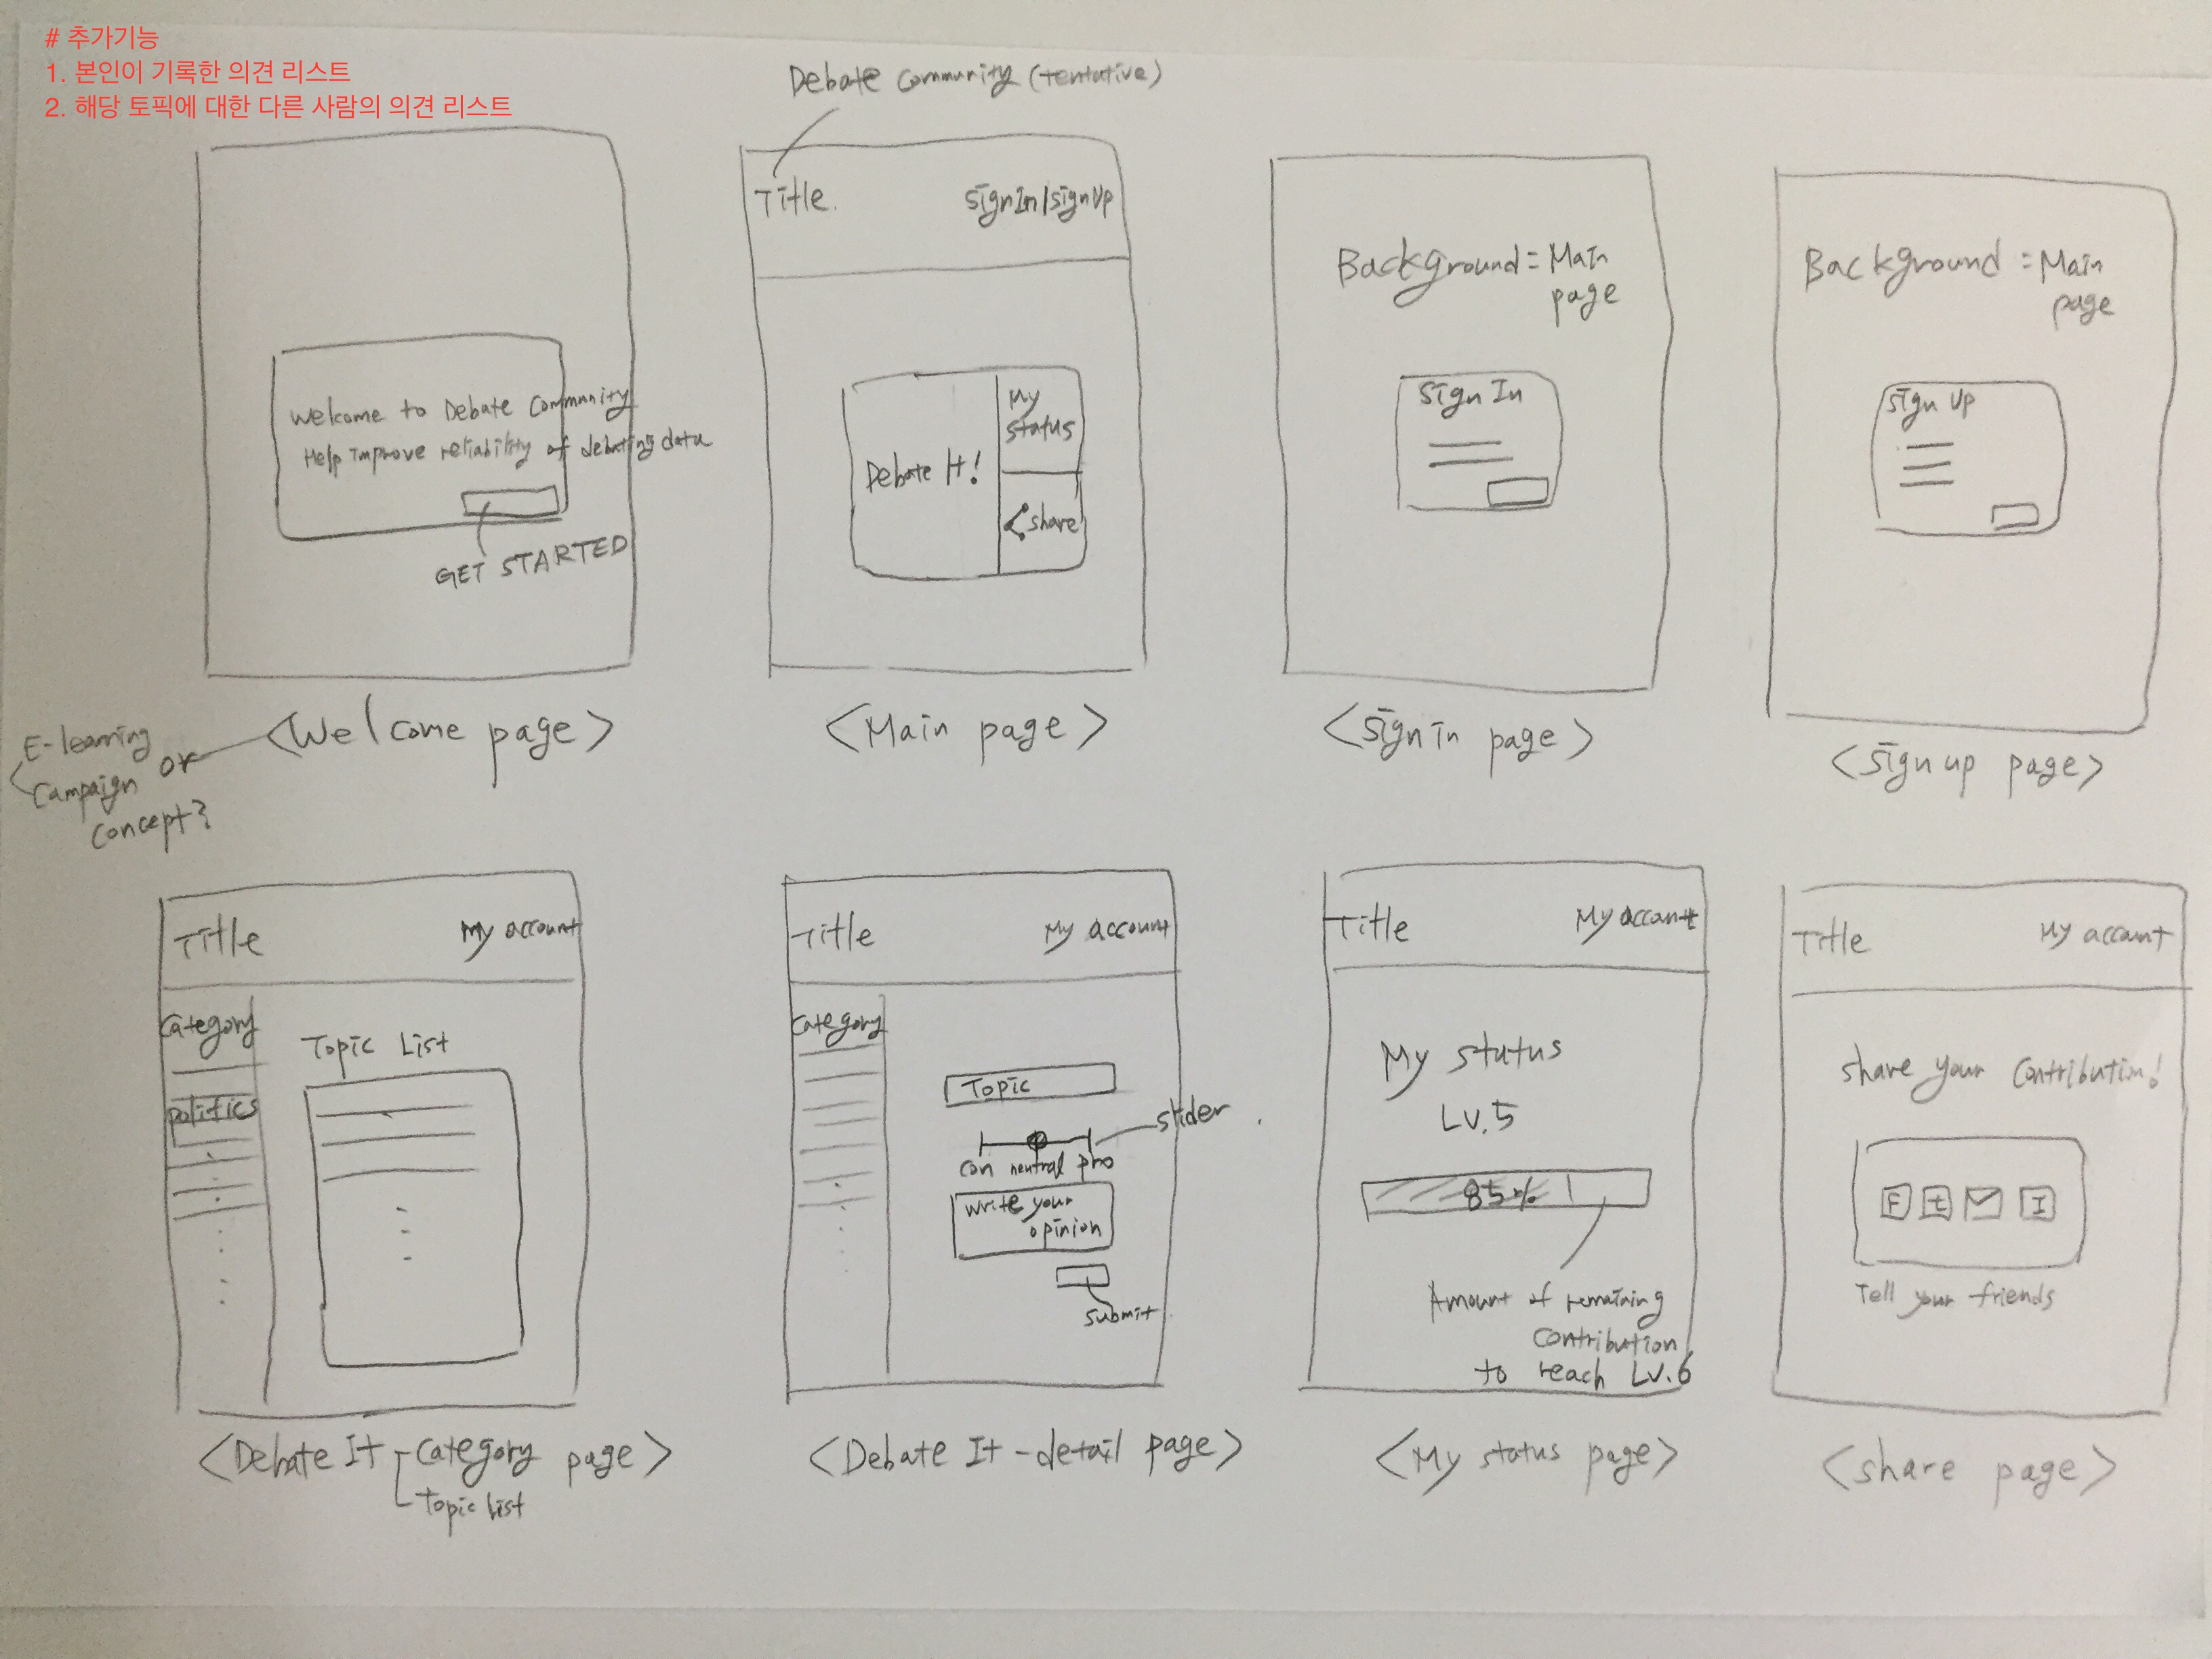 # 추가기능
1. 본인이 기록한 의견 리스트
2. 해당 토픽에 대한 다른 사람의 의견 리스트
Welcome to Debate Community
Help improve reliability of debating data
GET STARTED
<Welcome page>
E-learning
Campaign or
concept?
Debate Community (tentative)
Title.
Sign In/Sign Up
Debate It!
My
status
share
<Main page>
Background = Main
page
Sign In
<Sign in page>
Background = Main
page
Sign Up
<Sign up page>
Title
My account
Category
politics
Topic List
<Debate It - Category page>
Topic list
Title
My account
Category
Topic
slider
con neutral pro
write your
opinion
submit
<Debate It - detail page>
Title
My account
My status
LV.5
85%
Amount of remaining
contribution
to reach LV.6
<My status page>
Title
My account
share your contribution!
F t I
Tell your friends
<share page>